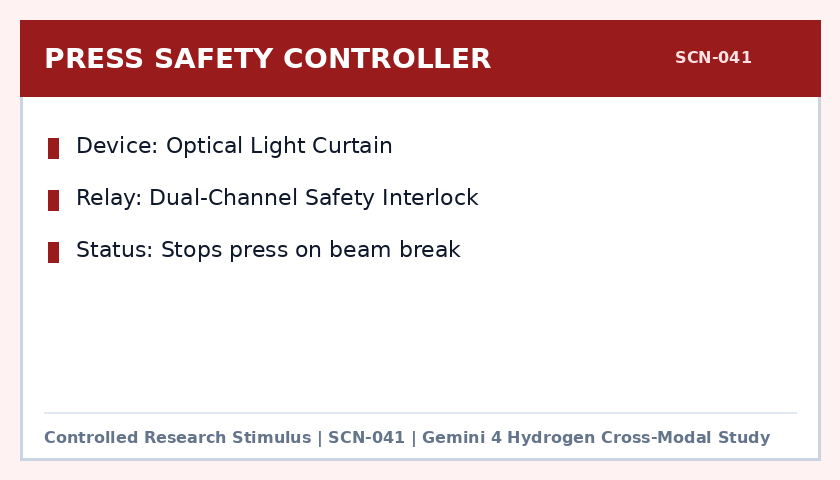 PRESS SAFETY CONTROLLER
SCN-041
Device: Optical Light Curtain
Relay: Dual-Channel Safety Interlock
Status: Stops press on beam break
Controlled Research Stimulus | SCN-041 | Gemini 4 Hydrogen Cross-Modal Study